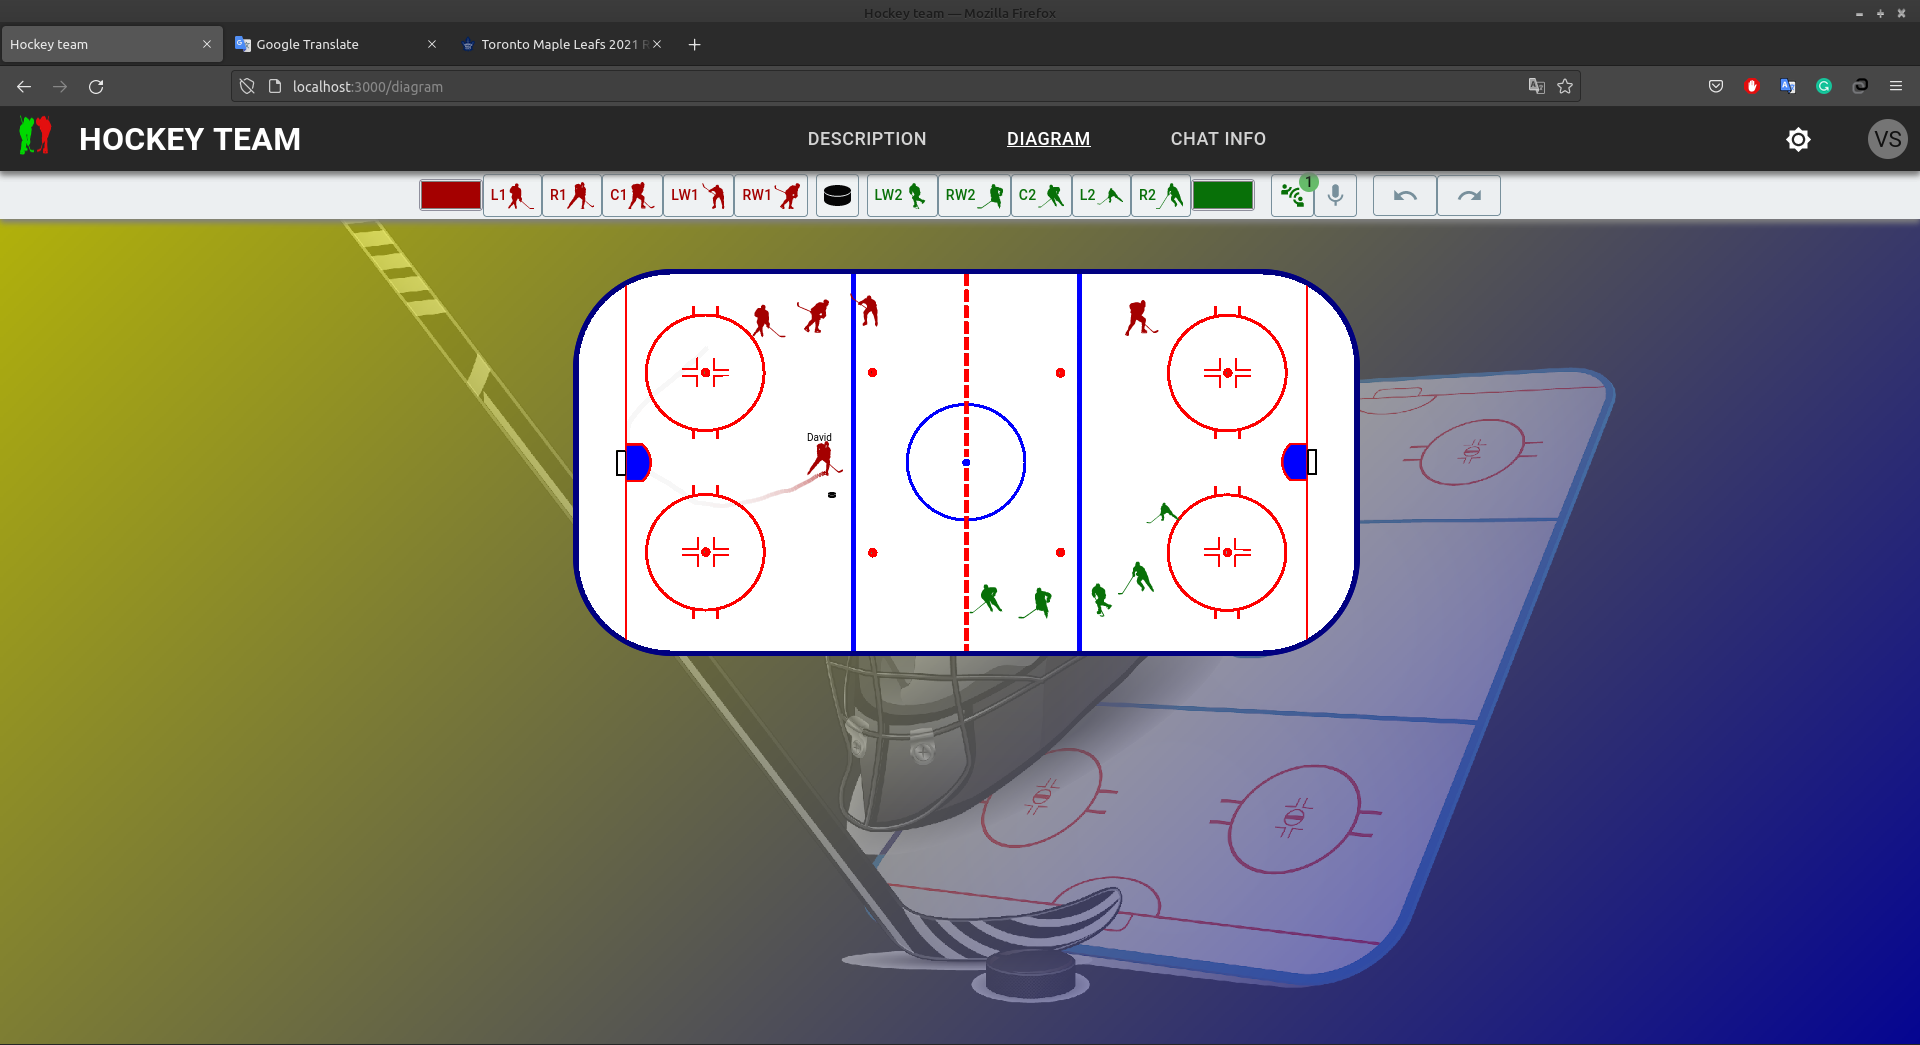 Hockey team — Mozilla Firefox
Hockey team
Google Translate
Toronto Maple Leafs 2021 R
localhost:3000/diagram
HOCKEY TEAM
DESCRIPTION
DIAGRAM
CHAT INFO
VS
L1
R1
C1
LW1
RW1
LW2
RW2
C2
L2
R2
1
David